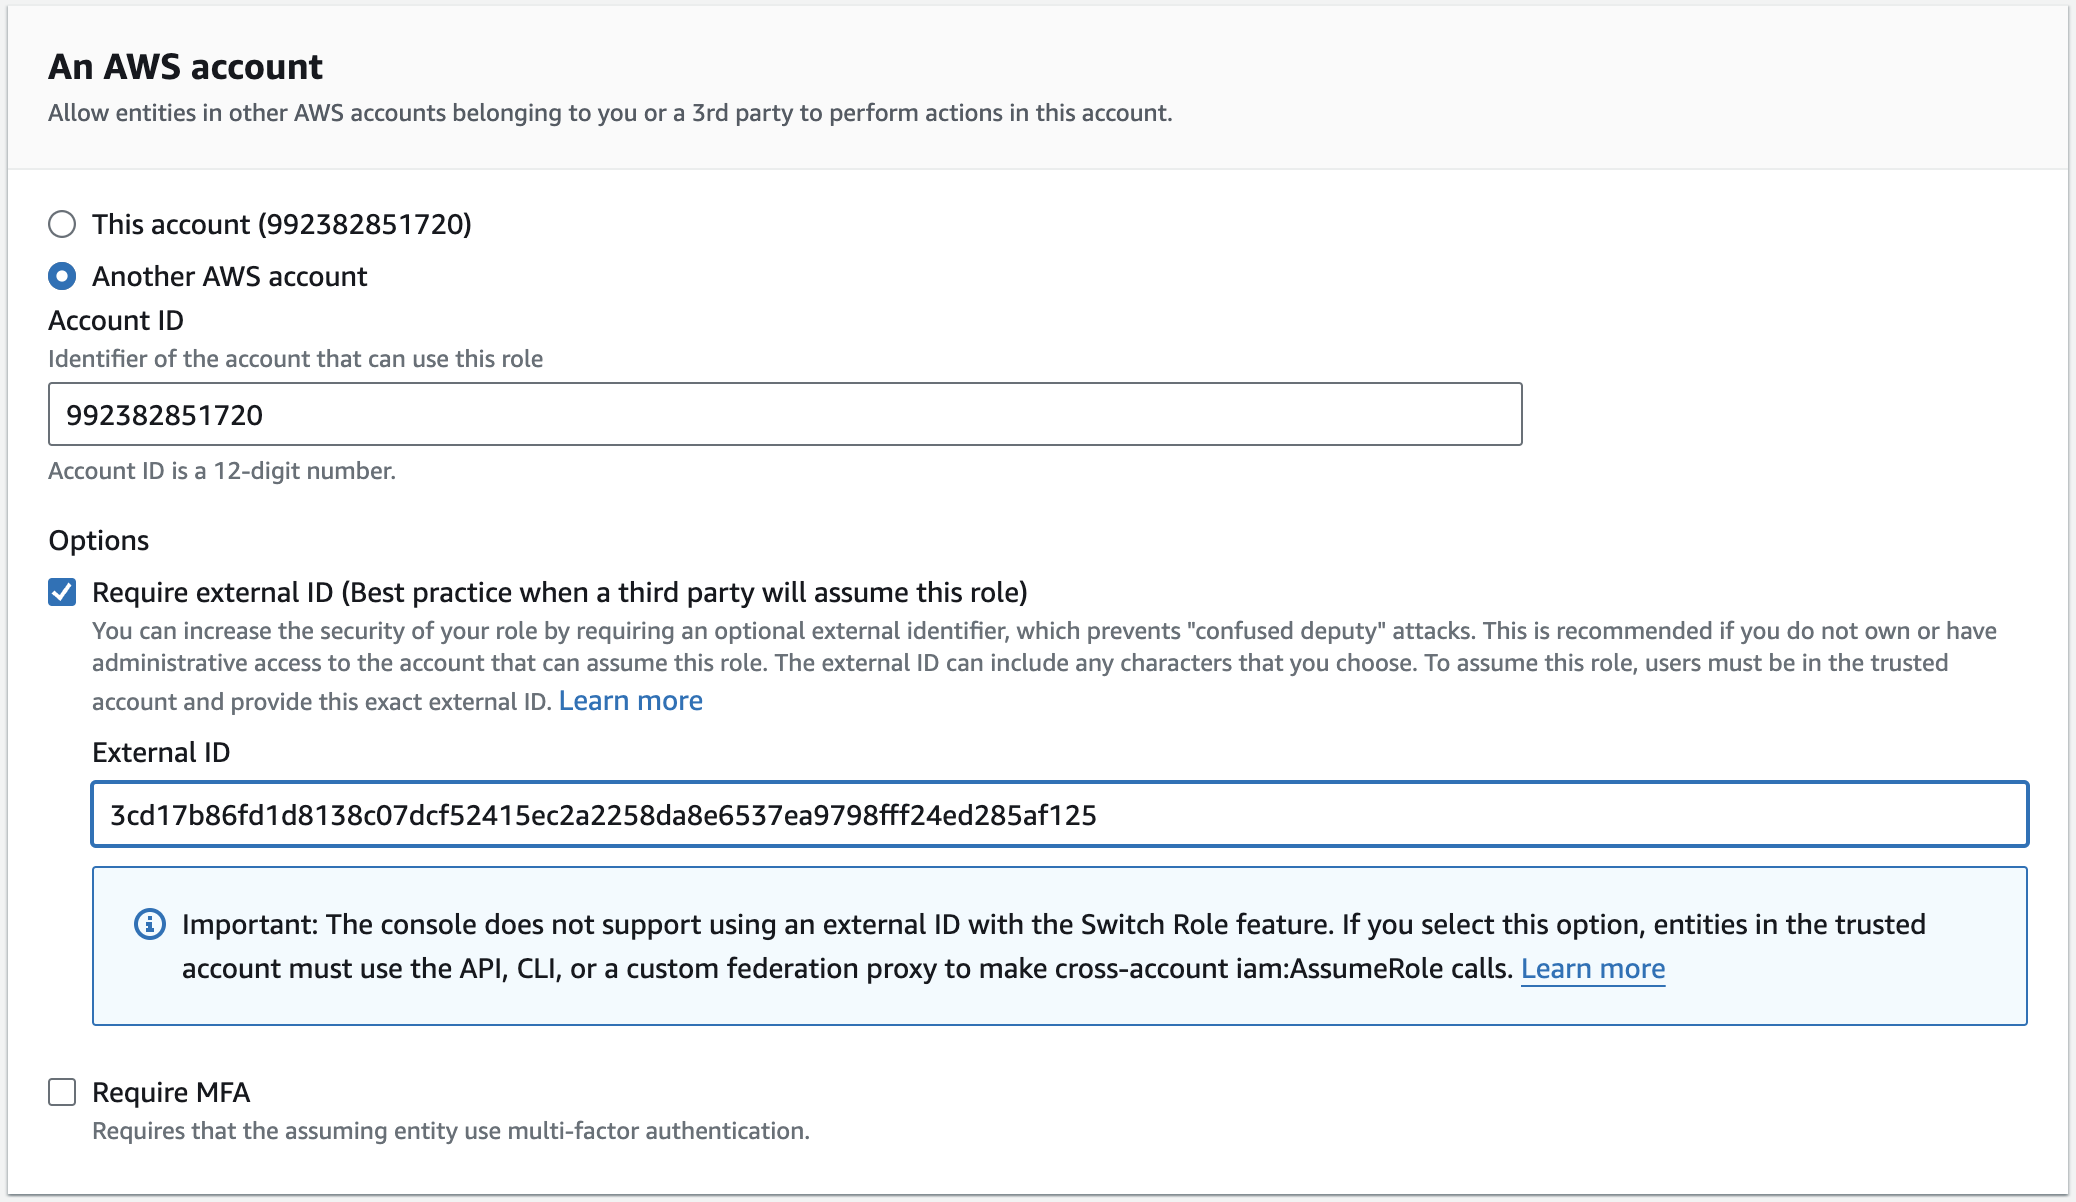 An AWS account
Allow entities in other AWS accounts belonging to you or a 3rd party to perform actions in this account.
This account (992382851720)
Another AWS account
Account ID
Identifier of the account that can use this role
992382851720
Account ID is a 12-digit number.
Options
Require external ID (Best practice when a third party will assume this role)
You can increase the security of your role by requiring an optional external identifier, which prevents "confused deputy" attacks. This is recommended if you do not own or have
administrative access to the account that can assume this role. The external ID can include any characters that you choose. To assume this role, users must be in the trusted
account and provide this exact external ID. Learn more
External ID
3cd17b86fd1d8138c07dcf52415ec2a2258da8e6537ea9798fff24ed285af125
Important: The console does not support using an external ID with the Switch Role feature. If you select this option, entities in the trusted
account must use the API, CLI, or a custom federation proxy to make cross-account iam:AssumeRole calls. Learn more
Require MFA
Requires that the assuming entity use multi-factor authentication.